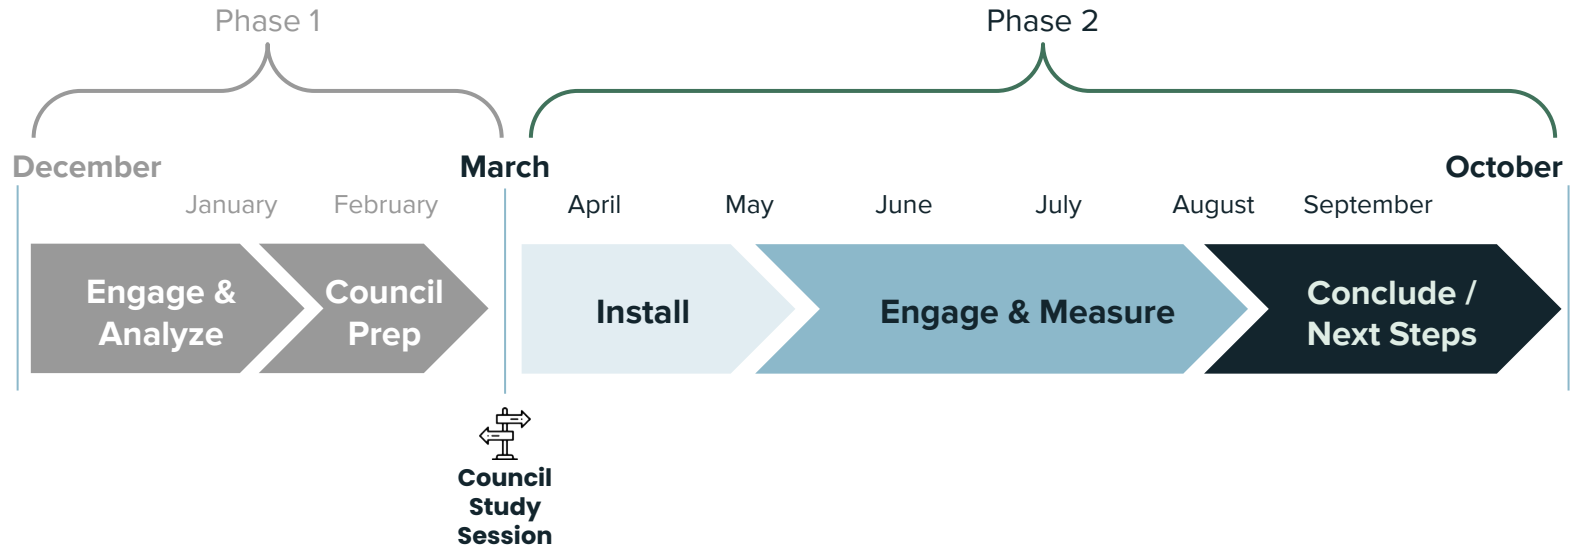 Phase 1
Phase 2
December
March
October
January
February
April
May
June
July
August
September
Engage &
Analyze
Council
Prep
Install
Engage & Measure
Conclude /
Next Steps
Council
Study
Session